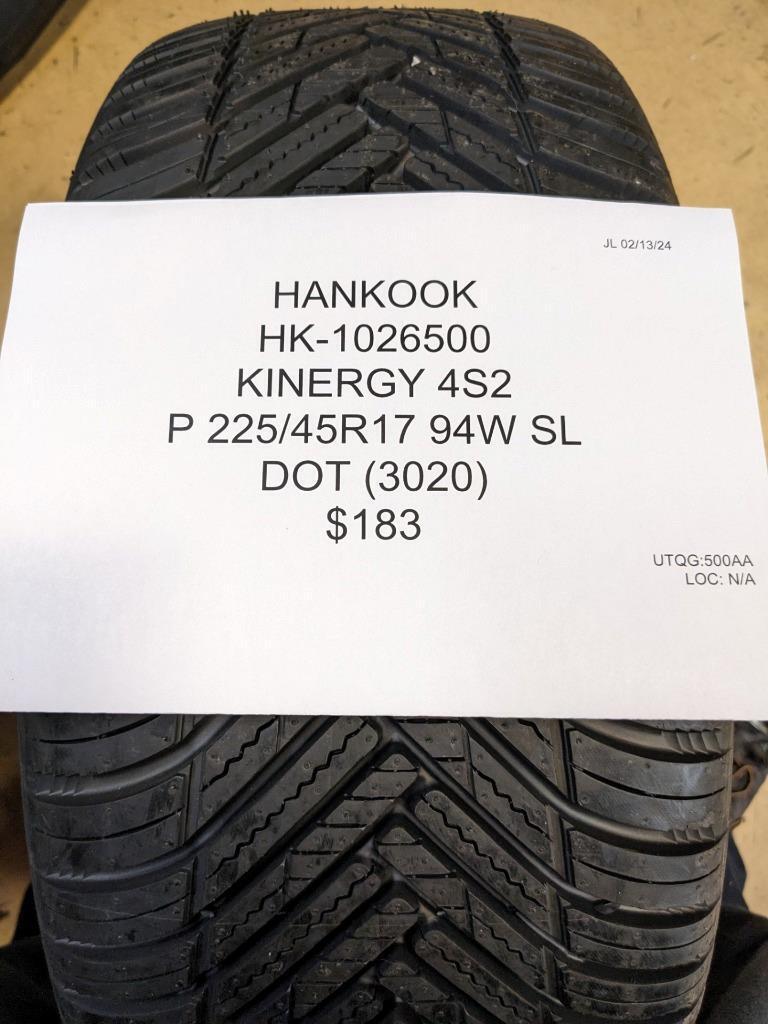 JL 02/13/24
HANKOOK
HK-1026500
KINERGY 4S2
P 225/45R17 94W SL
DOT (3020)
$183
UTQG:500AA
LOC: N/A